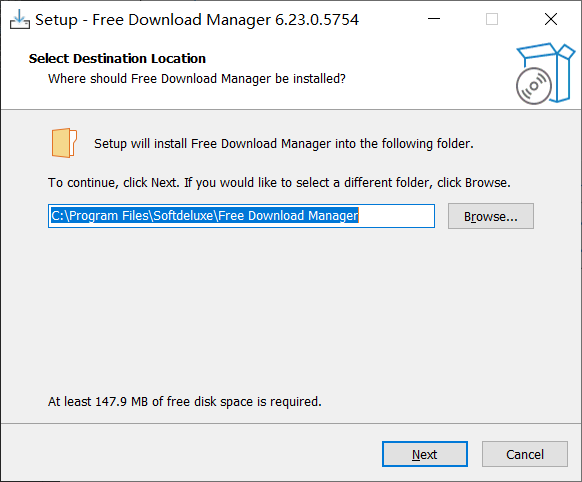 Setup - Free Download Manager 6.23.0.5754
Select Destination Location
Where should Free Download Manager be installed?
Setup will install Free Download Manager into the following folder.
To continue, click Next. If you would like to select a different folder, click Browse.
C:\Program Files\Softdeluxe\Free Download Manager
Browse...
At least 147.9 MB of free disk space is required.
Next
Cancel